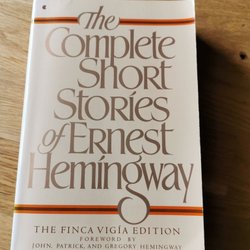 The
Complete
Short
Stories
of Ernest
Hemingway
THE FINCA VIGÍA EDITION
FOREWORD BY
JOHN, PATRICK, AND GREGORY HEMINGWAY